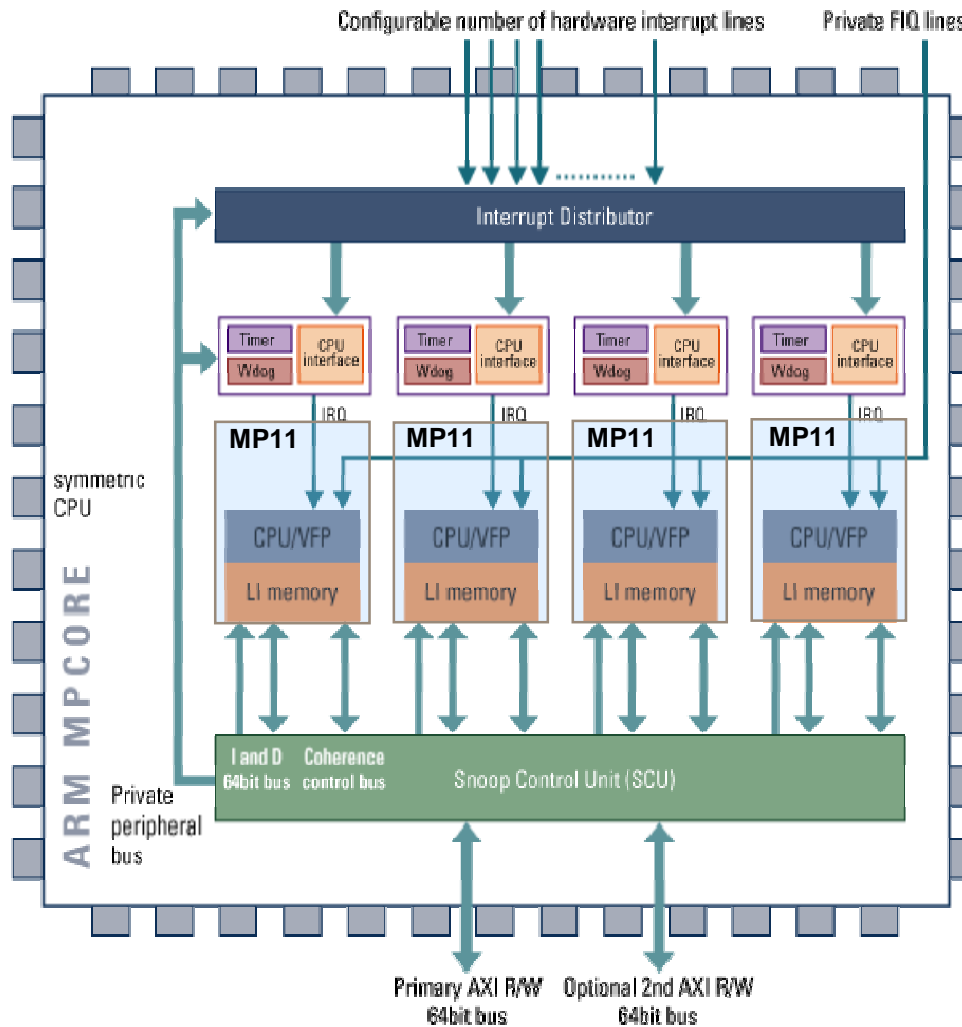 Configurable number of hardware interrupt lines
Private FIQ lines
Interrupt Distributor
Timer
Wdog
CPU
interface
Timer
Wdog
CPU
interface
Timer
Wdog
CPU
interface
Timer
Wdog
CPU
interface
IRQ
IRQ
IRQ
IRQ
MP11
MP11
MP11
MP11
symmetric
CPU
CPU/VFP
CPU/VFP
CPU/VFP
CPU/VFP
LI memory
LI memory
LI memory
LI memory
ARM MPCORE
I and D
64bit bus
Coherence
control bus
Snoop Control Unit (SCU)
Private
peripheral
bus
Primary AXI R/W
64bit bus
Optional 2nd AXI R/W
64bit bus